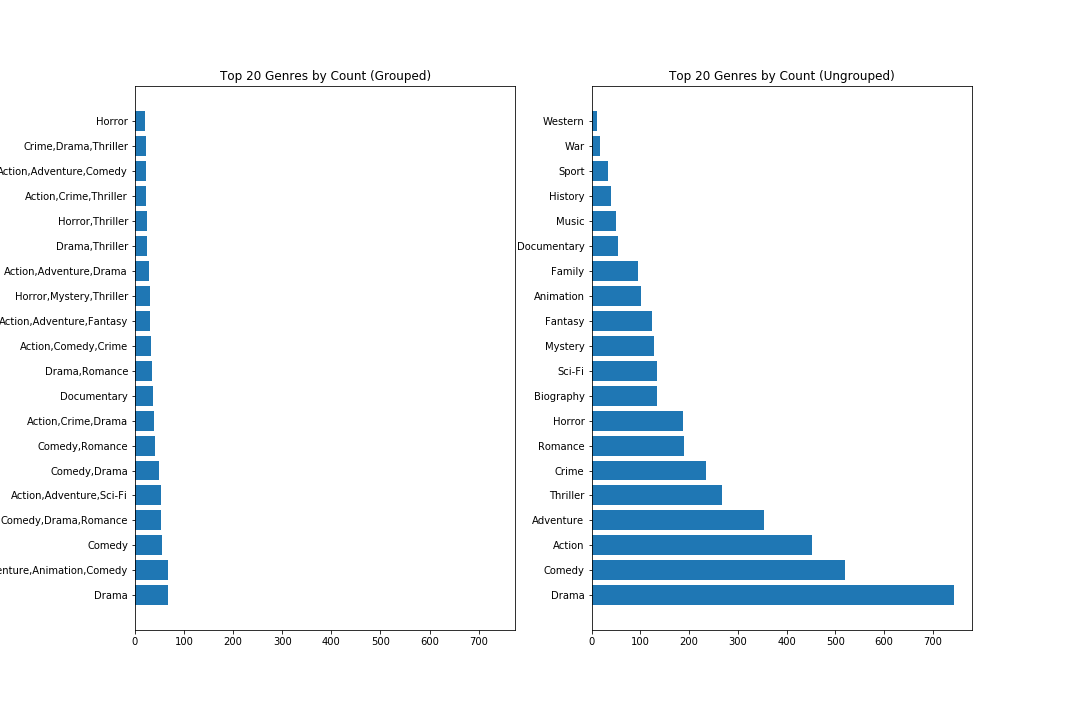 Top 20 Genres by Count (Grouped)
Horror
Crime,Drama,Thriller
Action,Adventure,Comedy
Action,Crime,Thriller
Horror,Thriller
Drama,Thriller
Action,Adventure,Drama
Horror,Mystery,Thriller
Action,Adventure,Fantasy
Action,Comedy,Crime
Drama,Romance
Documentary
Action,Crime,Drama
Comedy,Romance
Comedy,Drama
Action,Adventure,Sci-Fi
Comedy,Drama,Romance
Comedy
enture,Animation,Comedy
Drama
0 100 200 300 400 500 600 700
Top 20 Genres by Count (Ungrouped)
Western
War
Sport
History
Music
Documentary
Family
Animation
Fantasy
Mystery
Sci-Fi
Biography
Horror
Romance
Crime
Thriller
Adventure
Action
Comedy
Drama
0 100 200 300 400 500 600 700